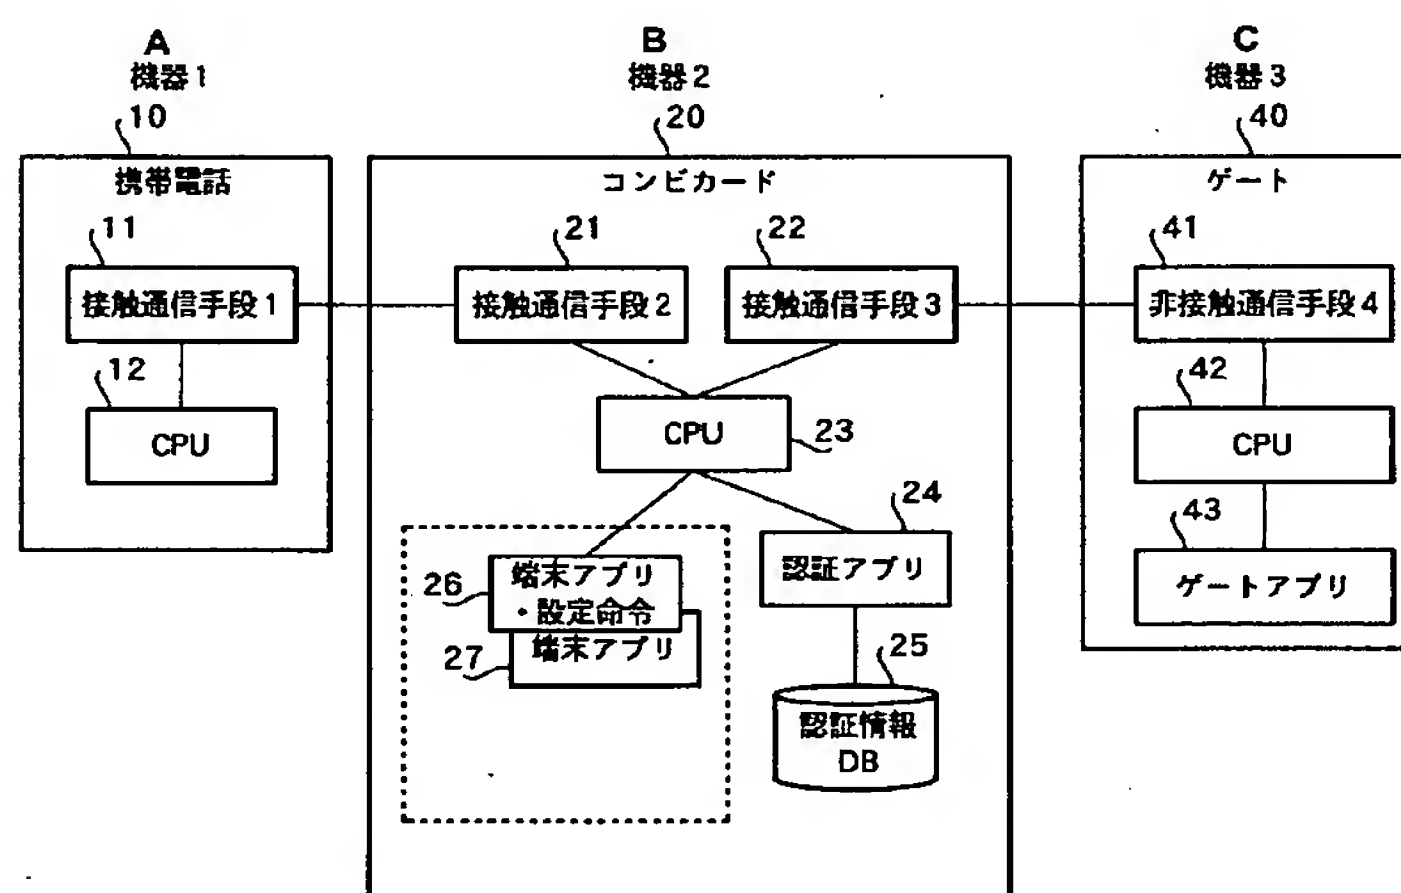 A
機器1
10
携帯電話
11
接触通信手段1
12
CPU
B
機器2
20
コンビカード
21
接触通信手段2
22
接触通信手段3
CPU
23
24
認証アプリ
25
認証情報
DB
26
端末アプリ
・設定命令
27
端末アプリ
C
機器3
40
ゲート
41
非接触通信手段4
42
CPU
43
ゲートアプリ